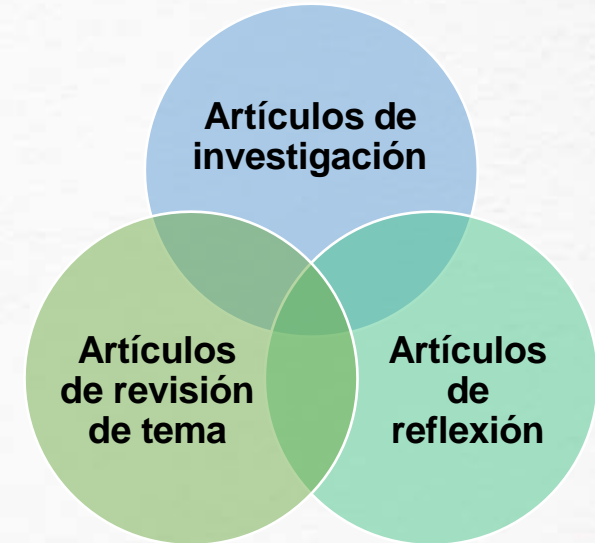 Artículos de
investigación
Artículos
de revisión
de tema
Artículos
de
reflexión